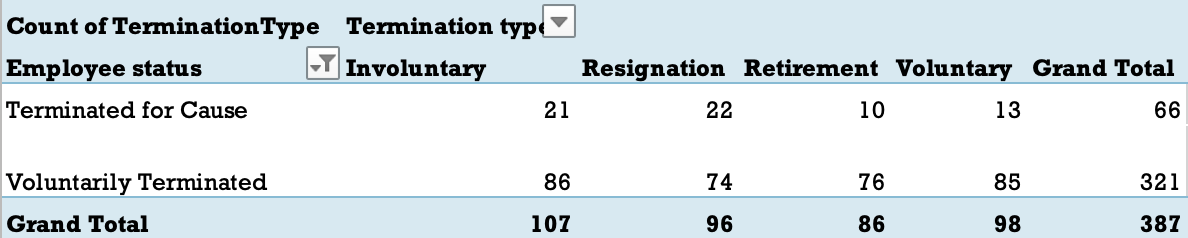 Count of TerminationType Termination type
Employee status Involuntary Resignation Retirement Voluntary Grand Total
Terminated for Cause 21 22 10 13 66
Voluntarily Terminated 86 74 76 85 321
Grand Total 107 96 86 98 387